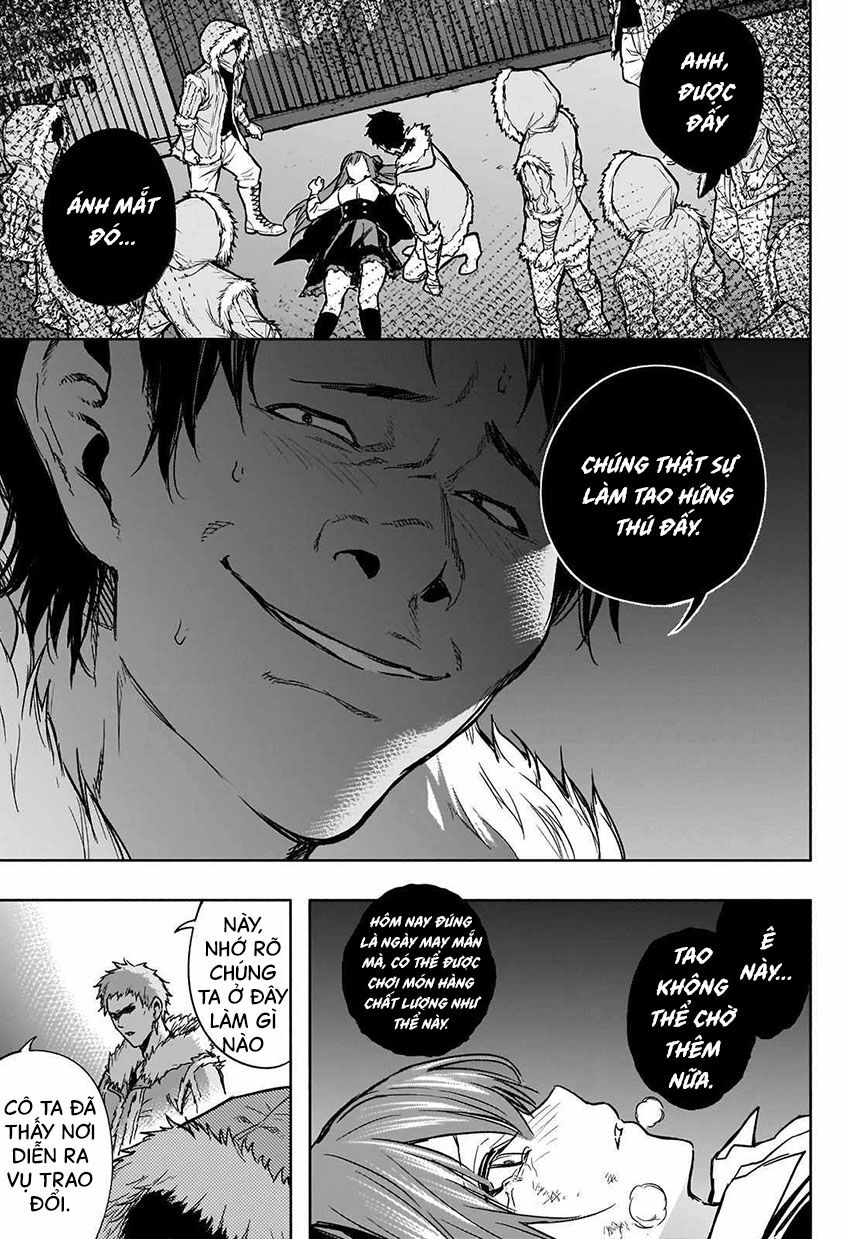 AHH,
ĐƯỢC
ĐẤY
ÁNH MẮT
ĐÓ...
CHÚNG THẬT SỰ
LÀM TAO HỨNG
THÚ ĐẤY.
Ê
NÀY...
TAO
KHÔNG
THỂ CHỜ
THÊM
NỮA.
HÔM NAY ĐÚNG
LÀ NGÀY MAY MẮN
MÀ, CÓ THỂ ĐƯỢC
CHƠI MÓN HÀNG
CHẤT LƯỢNG NHƯ
THẾ NÀY.
NÀY,
NHỚ RÕ
CHÚNG
TA Ở ĐÂY
LÀM GÌ
NÀO
CÔ TA ĐÃ
THẤY NƠI
DIỄN RA
VỤ TRAO
ĐỔI.